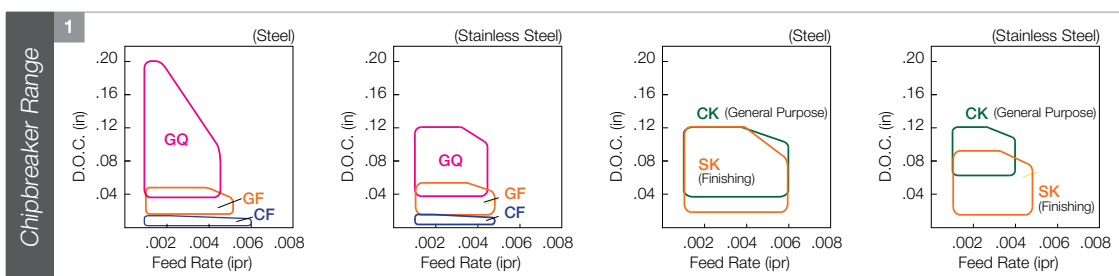 Chipbreaker Range
1
(Steel)
D.O.C. (in)
.20
.16
.12
.08
.04
GQ
GF
CF
.002 .004 .006 .008
Feed Rate (ipr)
(Stainless Steel)
D.O.C. (in)
.20
.16
.12
.08
.04
GQ
GF
CF
.002 .004 .006 .008
Feed Rate (ipr)
(Steel)
D.O.C. (in)
.20
.16
.12
.08
.04
CK (General Purpose)
SK
(Finishing)
.002 .004 .006 .008
Feed Rate (ipr)
(Stainless Steel)
D.O.C. (in)
.20
.16
.12
.08
.04
CK (General Purpose)
SK
(Finishing)
.002 .004 .006 .008
Feed Rate (ipr)